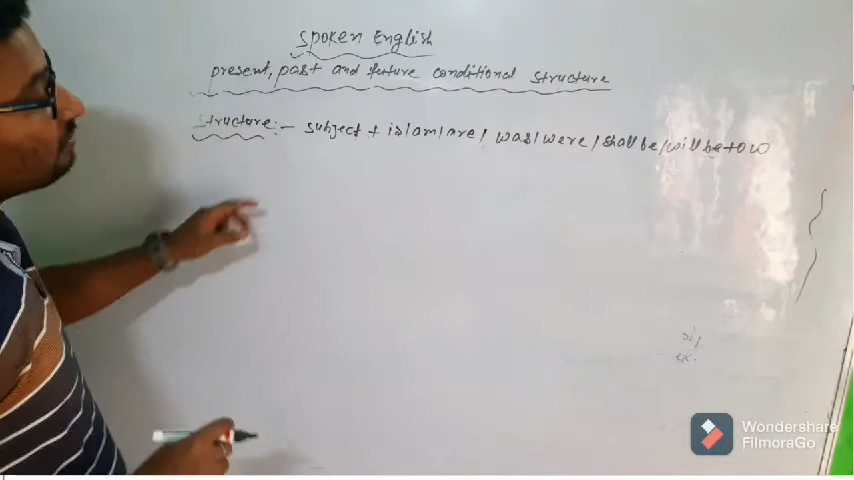 Spoken English
present, past and future conditional structure
Structure:- subject + is/am/are/ was/were/shall be/will be+ow
Wondershare
FilmoraGo